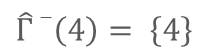 Γ̂⁻(4) = {4}